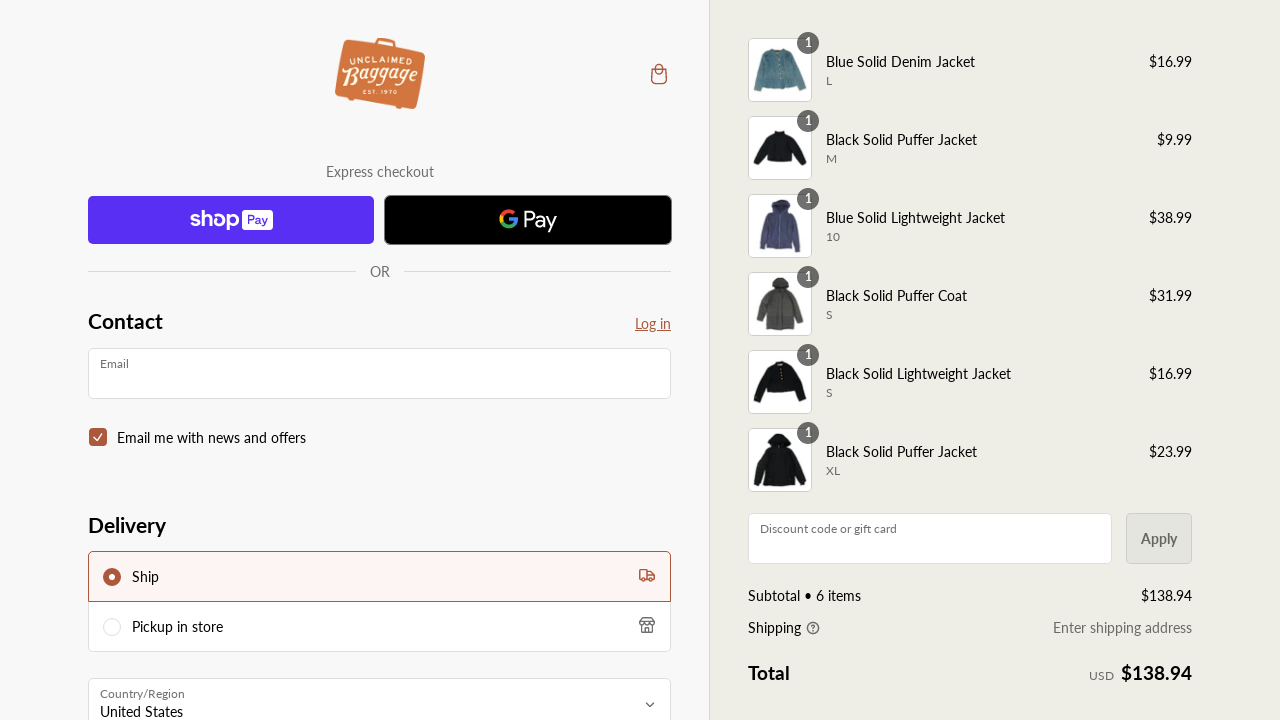 UNCLAIMED
Baggage
EST. 1970
Express checkout
shop Pay
G Pay
OR
Contact
Log in
Email
Email me with news and offers
Delivery
Ship
Pickup in store
Country/Region
United States
1
Blue Solid Denim Jacket
$16.99
L
1
Black Solid Puffer Jacket
$9.99
M
1
Blue Solid Lightweight Jacket
$38.99
10
1
Black Solid Puffer Coat
$31.99
S
1
Black Solid Lightweight Jacket
$16.99
S
1
Black Solid Puffer Jacket
$23.99
XL
Discount code or gift card
Apply
Subtotal • 6 items
$138.94
Shipping
Enter shipping address
Total
USD $138.94